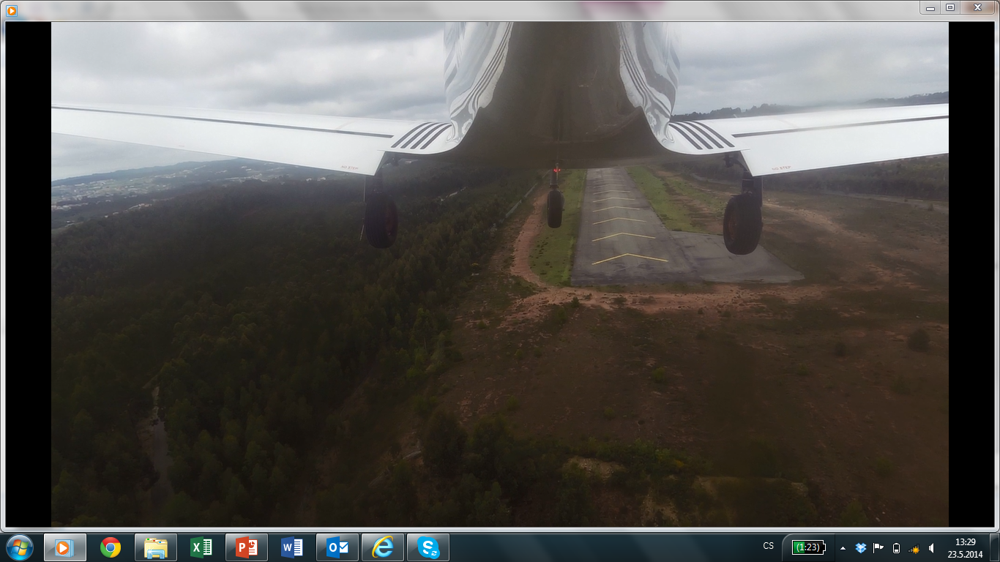 NO STEP
NO STEP
CS
(1:23)
13:29
23.5.2014